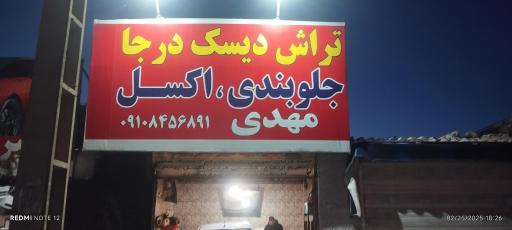 تراش دیسک درجا
جلوبندی، اکسل
مهدی
۰۹۱۰۸۴۵۶۸۹۱
REDMI NOTE 12
02/25/2025 18:26